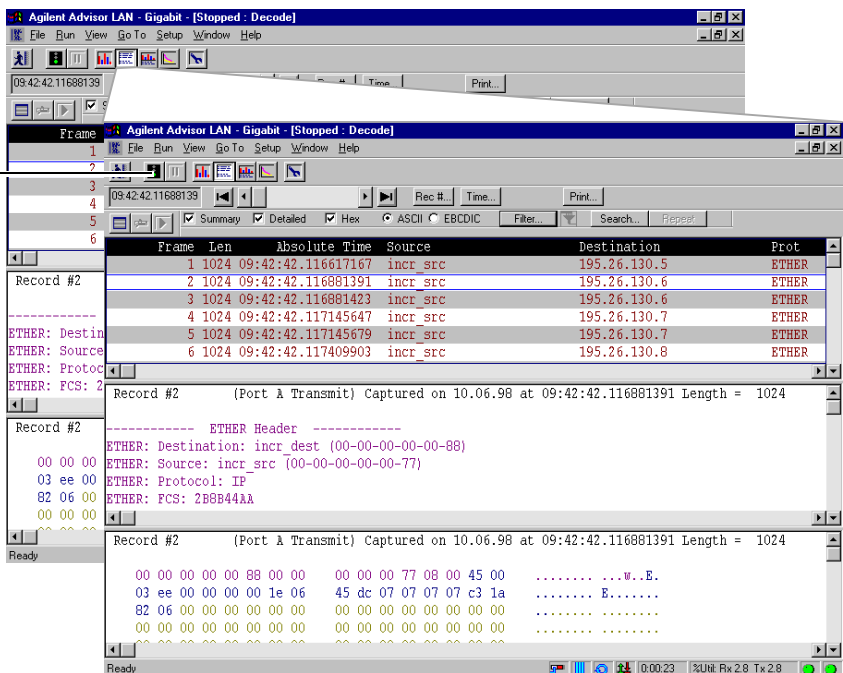 Agilent Advisor LAN - Gigabit - [Stopped : Decode]
File Run View Go To Setup Window Help
09:42:42.11688139
Time
Print...
Frame
1
2
3
4
5
6
Record #2
------------
ETHER: Destin
ETHER: Source
ETHER: Protoc
ETHER: FCS: 2
Record #2
00 00 00
03 ee 00
82 06 00
00 00 00
Ready
Agilent Advisor LAN - Gigabit - [Stopped : Decode]
File Run View Go To Setup Window Help
09:42:42.11688139 Rec #... Time... Print...
Summary Detailed Hex ASCII EBCDIC Filter... Search... Repeat
Frame Len Absolute Time Source Destination Prot
1 1024 09:42:42.116617167 incr_src 195.26.130.5 ETHER
2 1024 09:42:42.116881391 incr_src 195.26.130.6 ETHER
3 1024 09:42:42.116881423 incr_src 195.26.130.6 ETHER
4 1024 09:42:42.117145647 incr_src 195.26.130.7 ETHER
5 1024 09:42:42.117145679 incr_src 195.26.130.7 ETHER
6 1024 09:42:42.117409903 incr_src 195.26.130.8 ETHER
Record #2 (Port A Transmit) Captured on 10.06.98 at 09:42:42.116881391 Length = 1024
------------ ETHER Header ------------
ETHER: Destination: incr_dest (00-00-00-00-00-88)
ETHER: Source: incr_src (00-00-00-00-00-77)
ETHER: Protocol: IP
ETHER: FCS: 2B8B44AA
Record #2 (Port A Transmit) Captured on 10.06.98 at 09:42:42.116881391 Length = 1024
00 00 00 00 00 88 00 00 00 00 00 77 08 00 45 00 ........ ...w..E.
03 ee 00 00 00 00 1e 06 45 dc 07 07 07 07 c3 1a ........ E.......
82 06 00 00 00 00 00 00 00 00 00 00 00 00 00 00 ........ ........
00 00 00 00 00 00 00 00 00 00 00 00 00 00 00 00 ........ ........
Ready 0:00:23 %Util: Rx 2.8 Tx 2.8